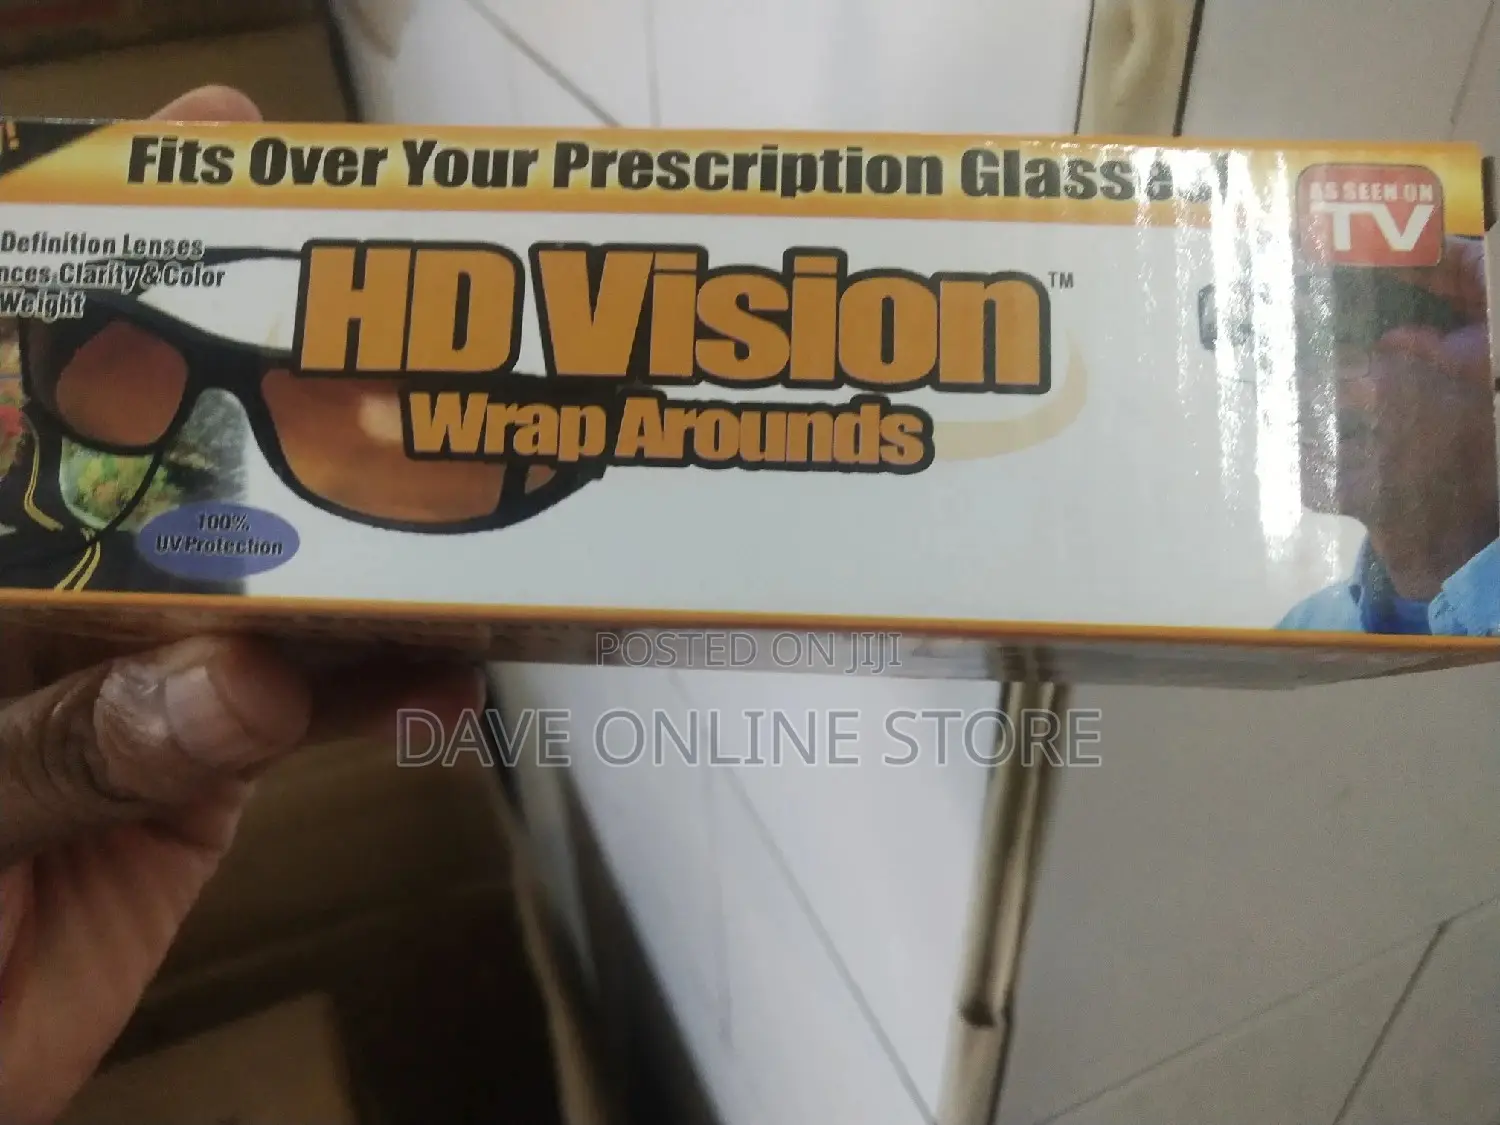 Fits Over Your Prescription Glasses
AS SEEN ON
TV
Definition Lenses
nces Clarity & Color
Weight
HD Vision™
Wrap Arounds
100%
UV Protection
POSTED ON JIJI
DAVE ONLINE STORE